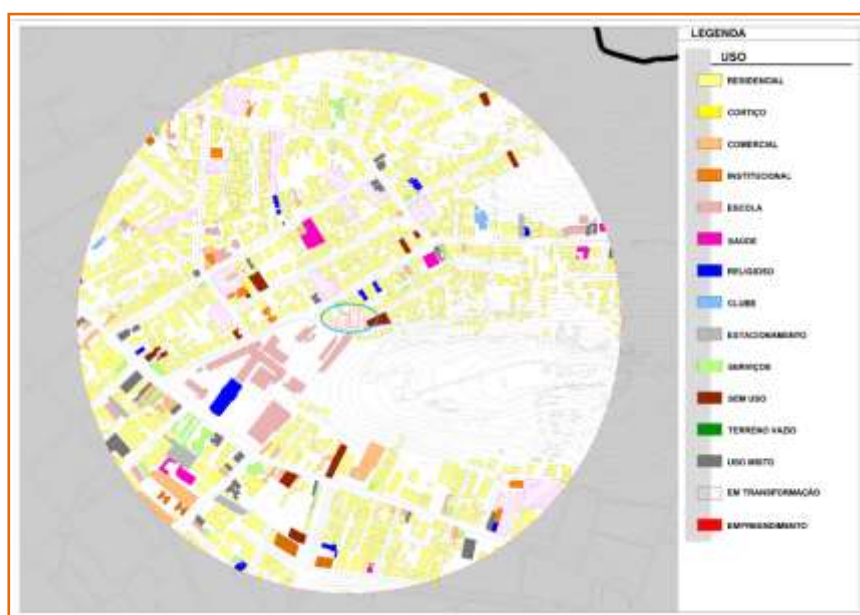 LEGENDA
USO
RESIDENCIAL
CORTIÇO
COMERCIAL
INSTITUCIONAL
ESCOLA
SAÚDE
RELIGIOSO
CLUBE
ESTACIONAMENTO
SERVIÇOS
SEM USO
TERRENO VAZIO
USO MISTO
EM TRANSFORMAÇÃO
EMPREENDIMENTO